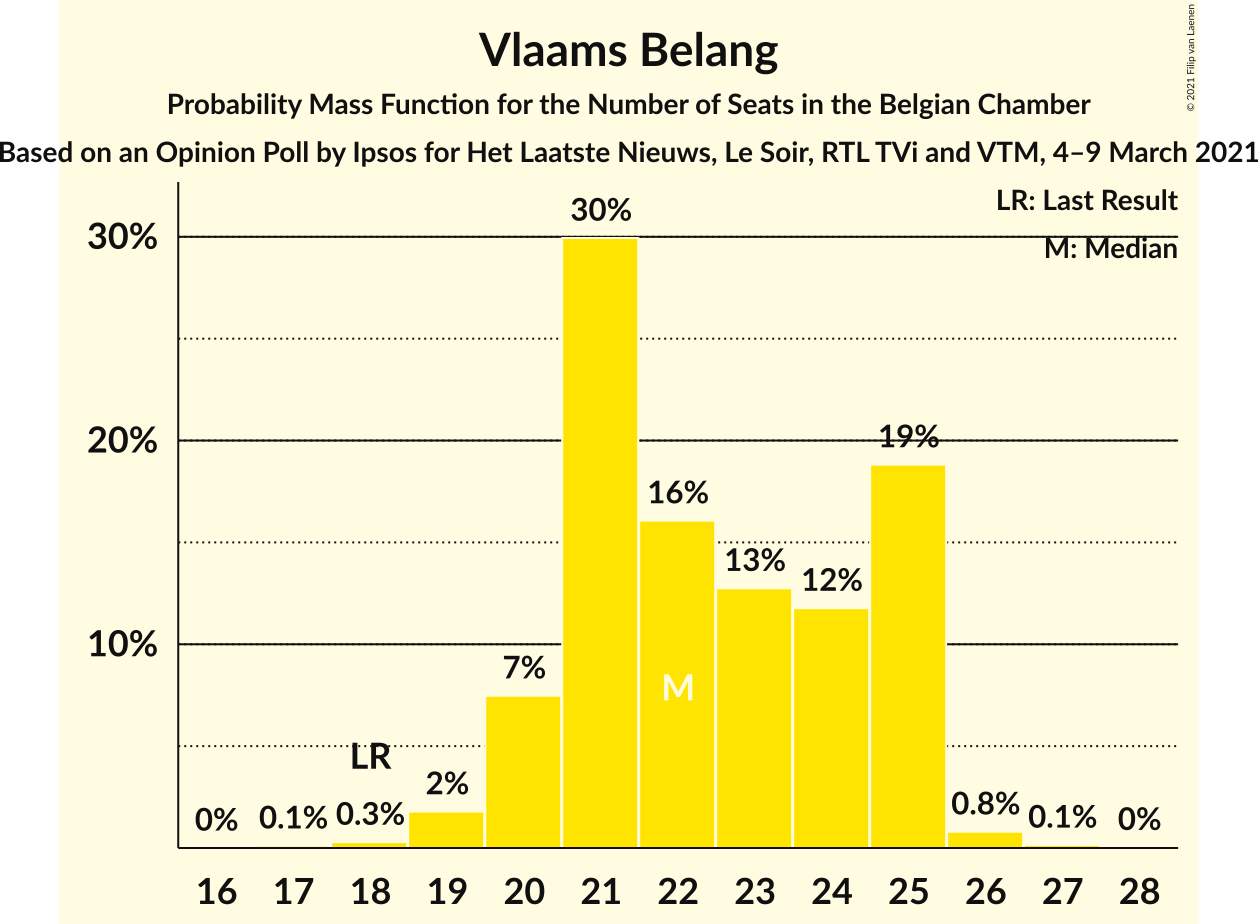 Vlaams Belang
Probability Mass Function for the Number of Seats in the Belgian Chamber
Based on an Opinion Poll by Ipsos for Het Laatste Nieuws, Le Soir, RTL TVi and VTM, 4–9 March 2021
© 2021 Filip van Laenen
LR: Last Result
M: Median
30%
20%
10%
0% 0.1% 0.3% 2% 7% 30% 16% 13% 12% 19% 0.8% 0.1% 0%
LR
M
16 17 18 19 20 21 22 23 24 25 26 27 28